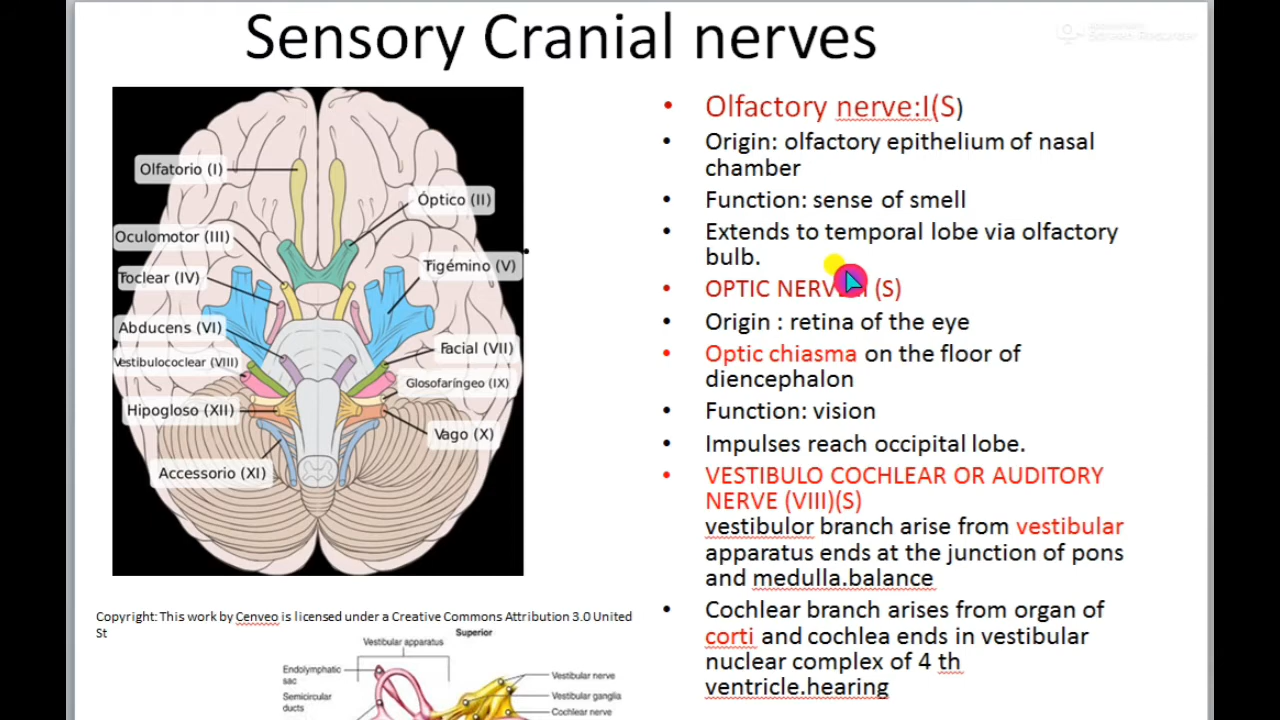 Sensory Cranial nerves
Screen Recorder
Olfatorio (I)
Óptico (II)
Oculomotor (III)
Tigémino (V)
Toclear (IV)
Abducens (VI)
Facial (VII)
Vestibulococlear (VIII)
Glosofaríngeo (IX)
Hipogloso (XII)
Vago (X)
Accessorio (XI)
Copyright: This work by Cenveo is licensed under a Creative Commons Attribution 3.0 United
St
Superior
Vestibular apparatus
Endolymphatic
sac
Semicircular
ducts
Vestibular nerve
Vestibular ganglia
Cochlear nerve
• Olfactory nerve:I(S)
• Origin: olfactory epithelium of nasal
chamber
• Function: sense of smell
• Extends to temporal lobe via olfactory
bulb.
• OPTIC (S)
• Origin : retina of the eye
• Optic chiasma on the floor of
diencephalon
• Function: vision
• Impulses reach occipital lobe.
• VESTIBULO COCHLEAR OR AUDITORY
NERVE (VIII)(S)
vestibulor branch arise from vestibular
apparatus ends at the junction of pons
and medulla.balance
• Cochlear branch arises from organ of
corti and cochlea ends in vestibular
nuclear complex of 4 th
ventricle.hearing